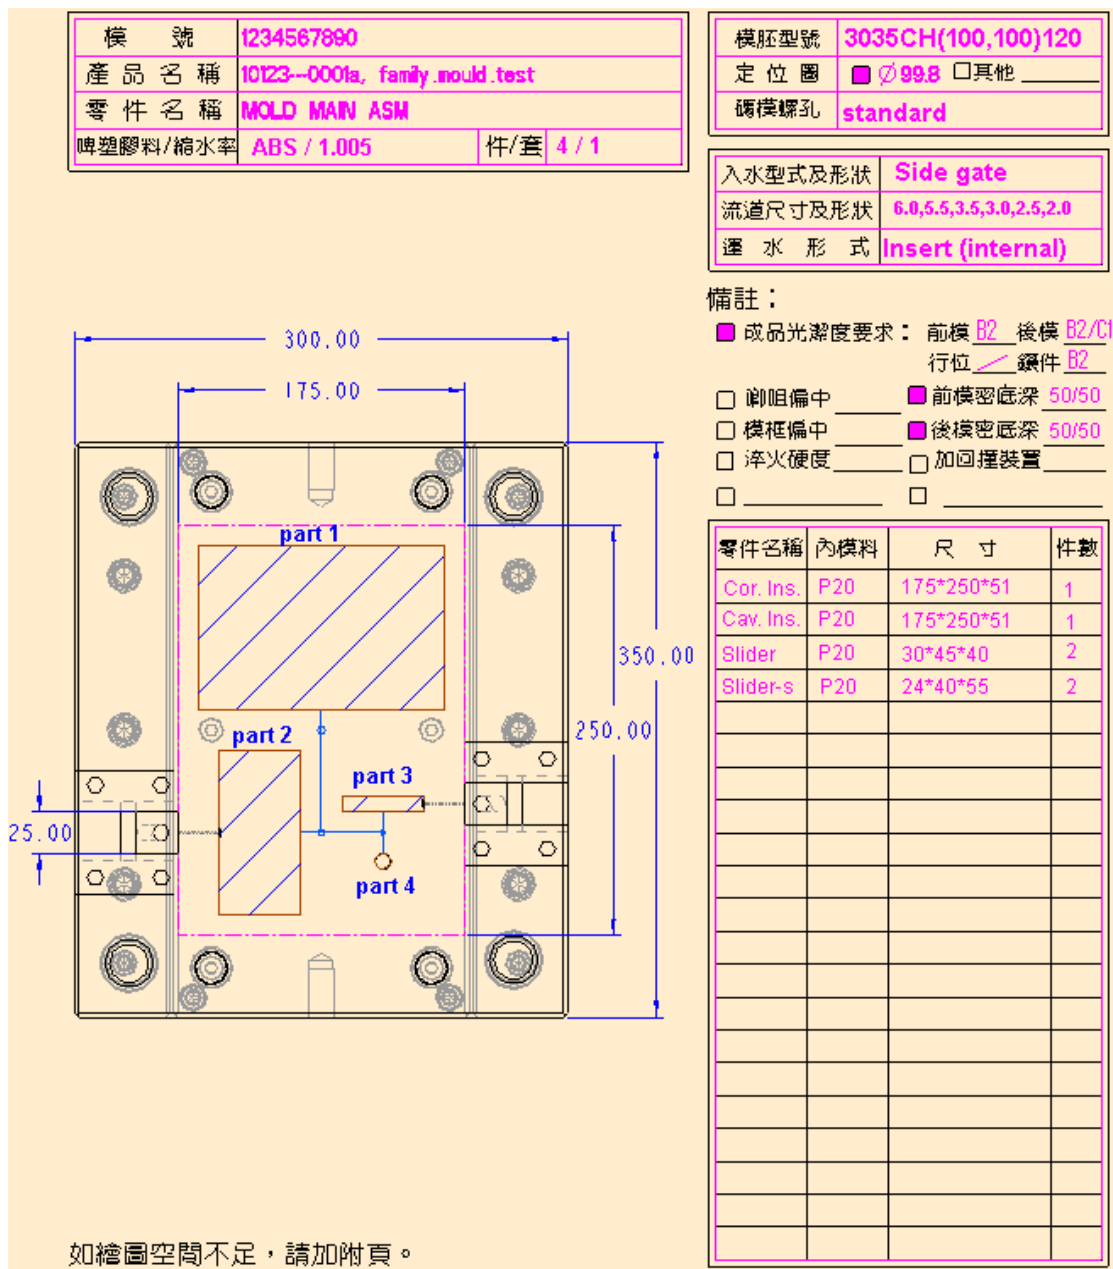 模 號 1234567890
產 品 名 稱 10123---0001a, family.mould.test
零 件 名 稱 MOLD MAIN ASM
啤塑膠料/縮水率 ABS / 1.005 件/套 4 / 1
模胚型號 3035CH(100,100)120
定 位 圈 ∅99.8 其他
碼模螺孔 standard
入水型式及形狀 Side gate
流道尺寸及形狀 6.0,5.5,3.5,3.0,2.5,2.0
運 水 形 式 Insert (internal)
備註：
成品光潔度要求： 前模 B2 後模 B2/C1
行位 ／ 鑲件 B2
唧咀偏中 前模密底深 50/50
模框偏中 後模密底深 50/50
淬火硬度 加回撞裝置
零件名稱 內模料 尺 寸 件數
Cor. Ins. P20 175*250*51 1
Cav. Ins. P20 175*250*51 1
Slider P20 30*45*40 2
Slider-s P20 24*40*55 2
300.00
175.00
part 1
350.00
250.00
part 2
part 3
25.00
part 4
如繪圖空間不足，請加附頁。